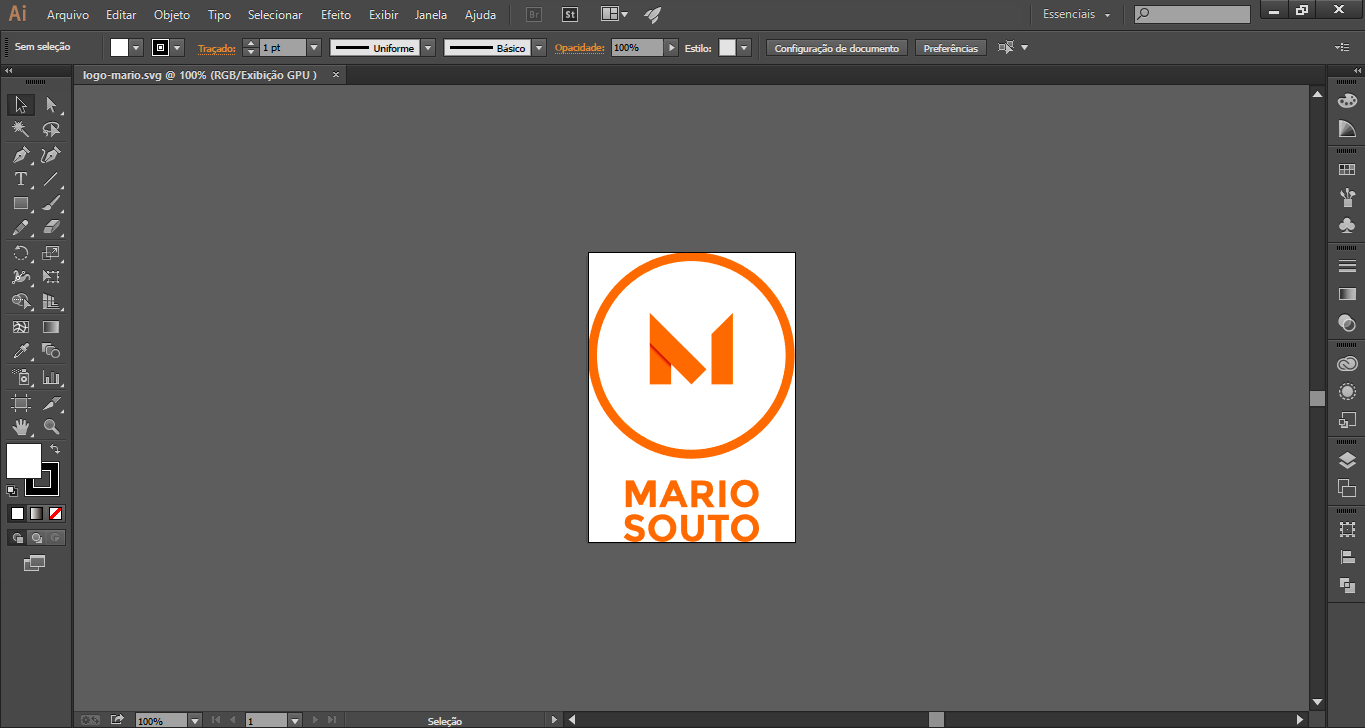 Ai Arquivo Editar Objeto Tipo Selecionar Efeito Exibir Janela Ajuda Br St Essenciais
Sem seleção Traçado: 1 pt Uniforme Básico Opacidade: 100% Estilo: Configuração de documento Preferências
logo-mario.svg @ 100% (RGB/Exibição GPU )
MARIO
SOUTO
100% 1 Seleção